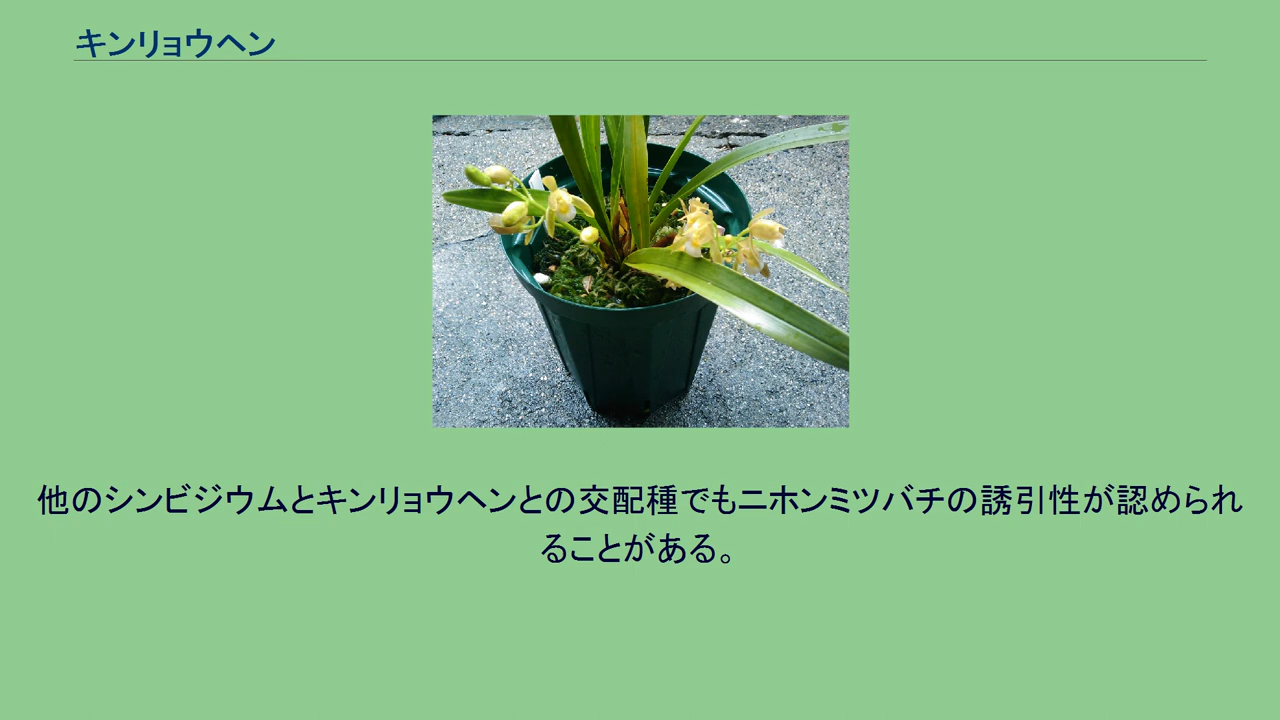 キンリョウヘン
他のシンビジウムとキンリョウヘンとの交配種でもニホンミツバチの誘引性が認められ
ることがある。